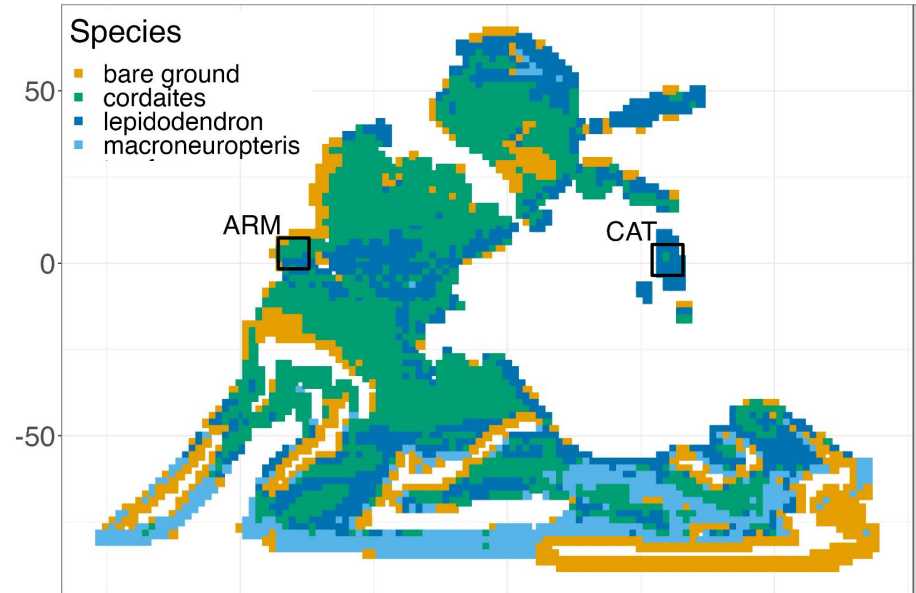 Species
bare ground
cordaites
lepidodendron
macroneuropteris
50
ARM
CAT
0
-50